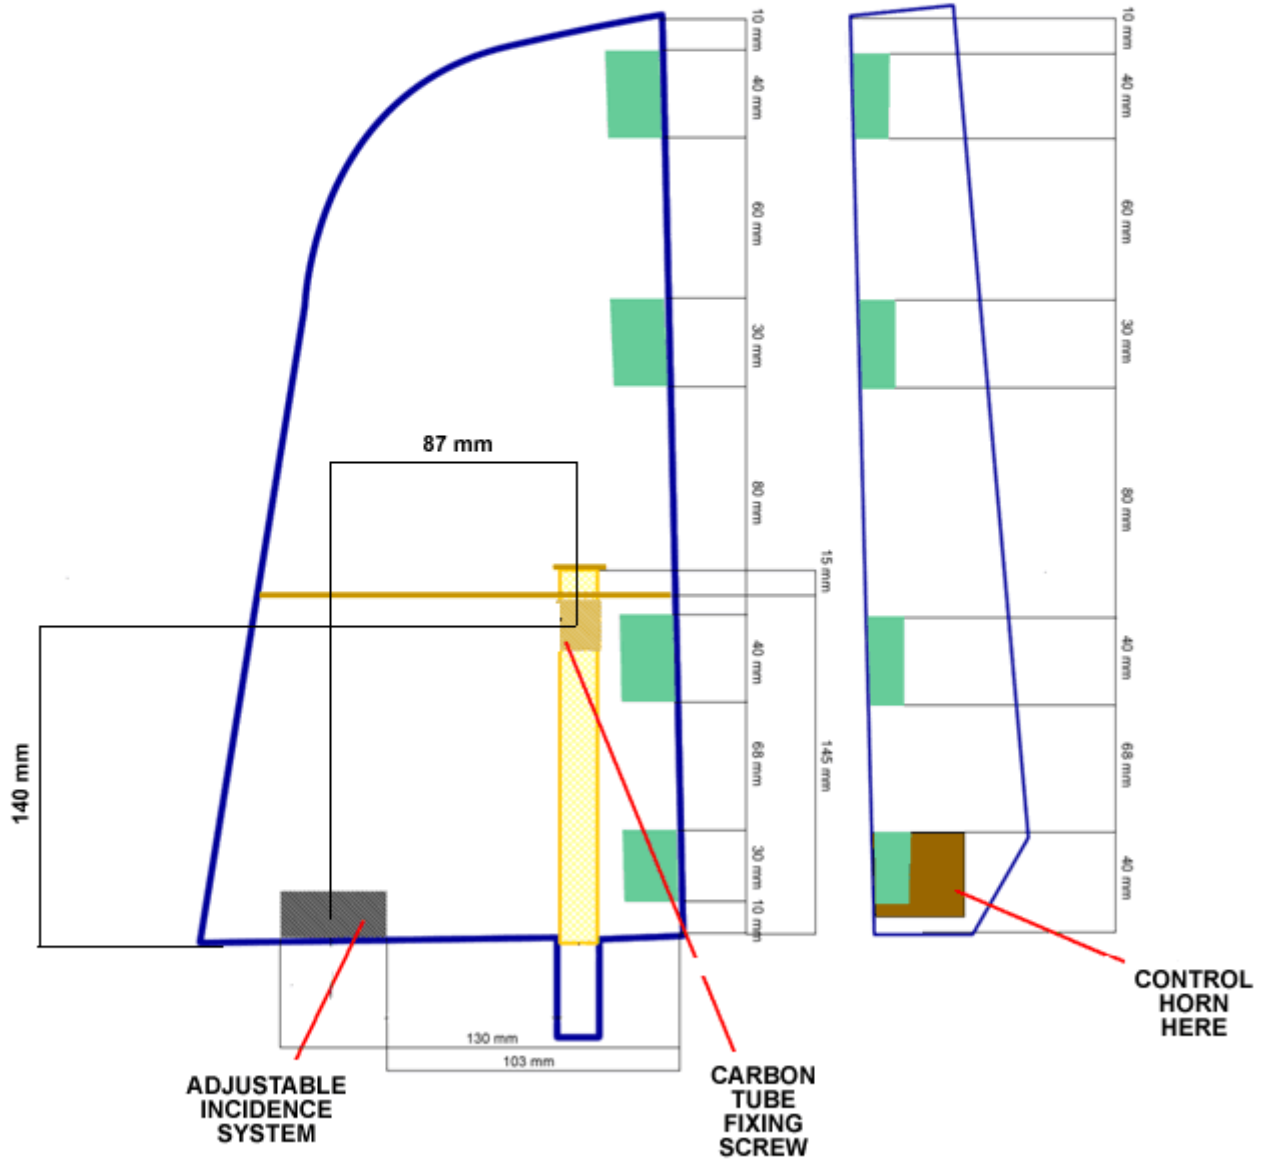 10 mm
40 mm
60 mm
30 mm
80 mm
15 mm
40 mm
145 mm
68 mm
30 mm
10 mm
87 mm
140 mm
130 mm
103 mm
ADJUSTABLE
INCIDENCE
SYSTEM
CARBON
TUBE
FIXING
SCREW
10 mm
40 mm
60 mm
30 mm
80 mm
40 mm
68 mm
40 mm
CONTROL
HORN
HERE